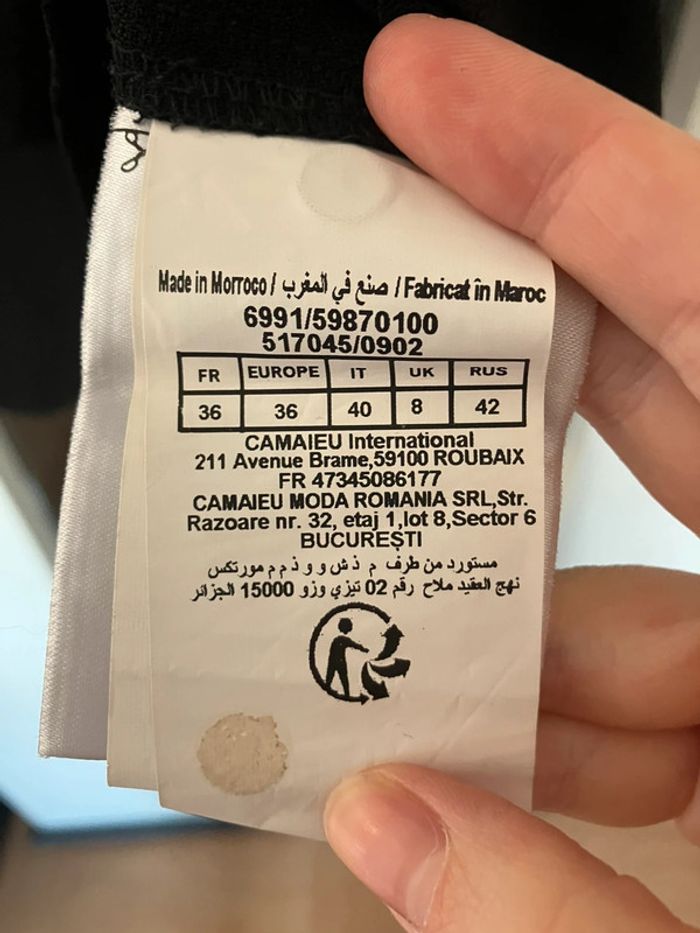 Made in Morroco / صنع في المغرب / Fabricat în Maroc
6991/59870100
517045/0902
FR EUROPE IT UK RUS
36 36 40 8 42
CAMAIEU International
211 Avenue Brame,59100 ROUBAIX
FR 47345086177
CAMAIEU MODA ROMANIA SRL,Str.
Razoare nr. 32, etaj 1,lot 8,Sector 6
BUCUREȘTI
مستورد من طرف م ذ ش و و ذ م م مورتكس
نهج العقيد ملاح رقم 02 تيزي وزو 15000 الجزائر